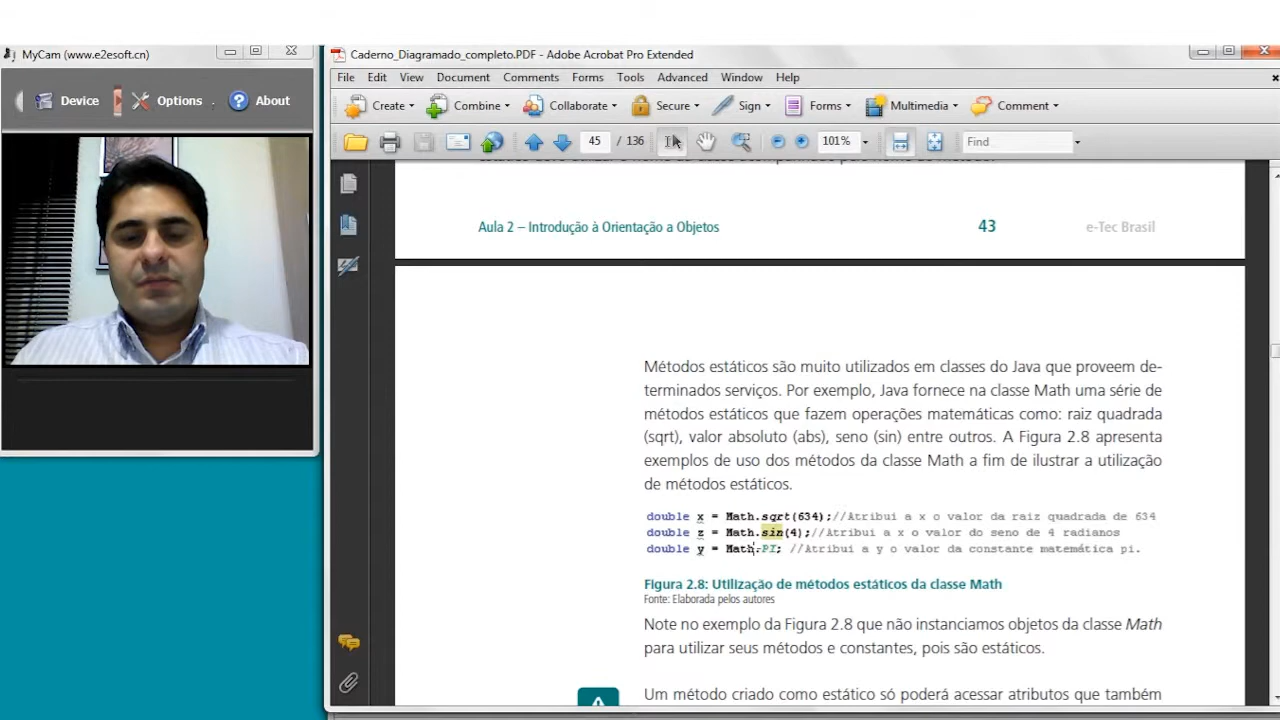 MyCam (www.e2esoft.cn)
Device
Options
About
Caderno_Diagramado_completo.PDF - Adobe Acrobat Pro Extended
File Edit View Document Comments Forms Tools Advanced Window Help
Create Combine Collaborate Secure Sign Forms Multimedia Comment
45 / 136 101% Find
Aula 2 – Introdução à Orientação a Objetos 43 e-Tec Brasil
Métodos estáticos são muito utilizados em classes do Java que proveem de-
terminados serviços. Por exemplo, Java fornece na classe Math uma série de
métodos estáticos que fazem operações matemáticas como: raiz quadrada
(sqrt), valor absoluto (abs), seno (sin) entre outros. A Figura 2.8 apresenta
exemplos de uso dos métodos da classe Math a fim de ilustrar a utilização
de métodos estáticos.
double x = Math.sqrt(634);//Atribui a x o valor da raiz quadrada de 634
double z = Math.sin(4);//Atribui a x o valor do seno de 4 radianos
double y = Math.PI; //Atribui a y o valor da constante matemática pi.
Figura 2.8: Utilização de métodos estáticos da classe Math
Fonte: Elaborada pelos autores
Note no exemplo da Figura 2.8 que não instanciamos objetos da classe Math
para utilizar seus métodos e constantes, pois são estáticos.
Um método criado como estático só poderá acessar atributos que também